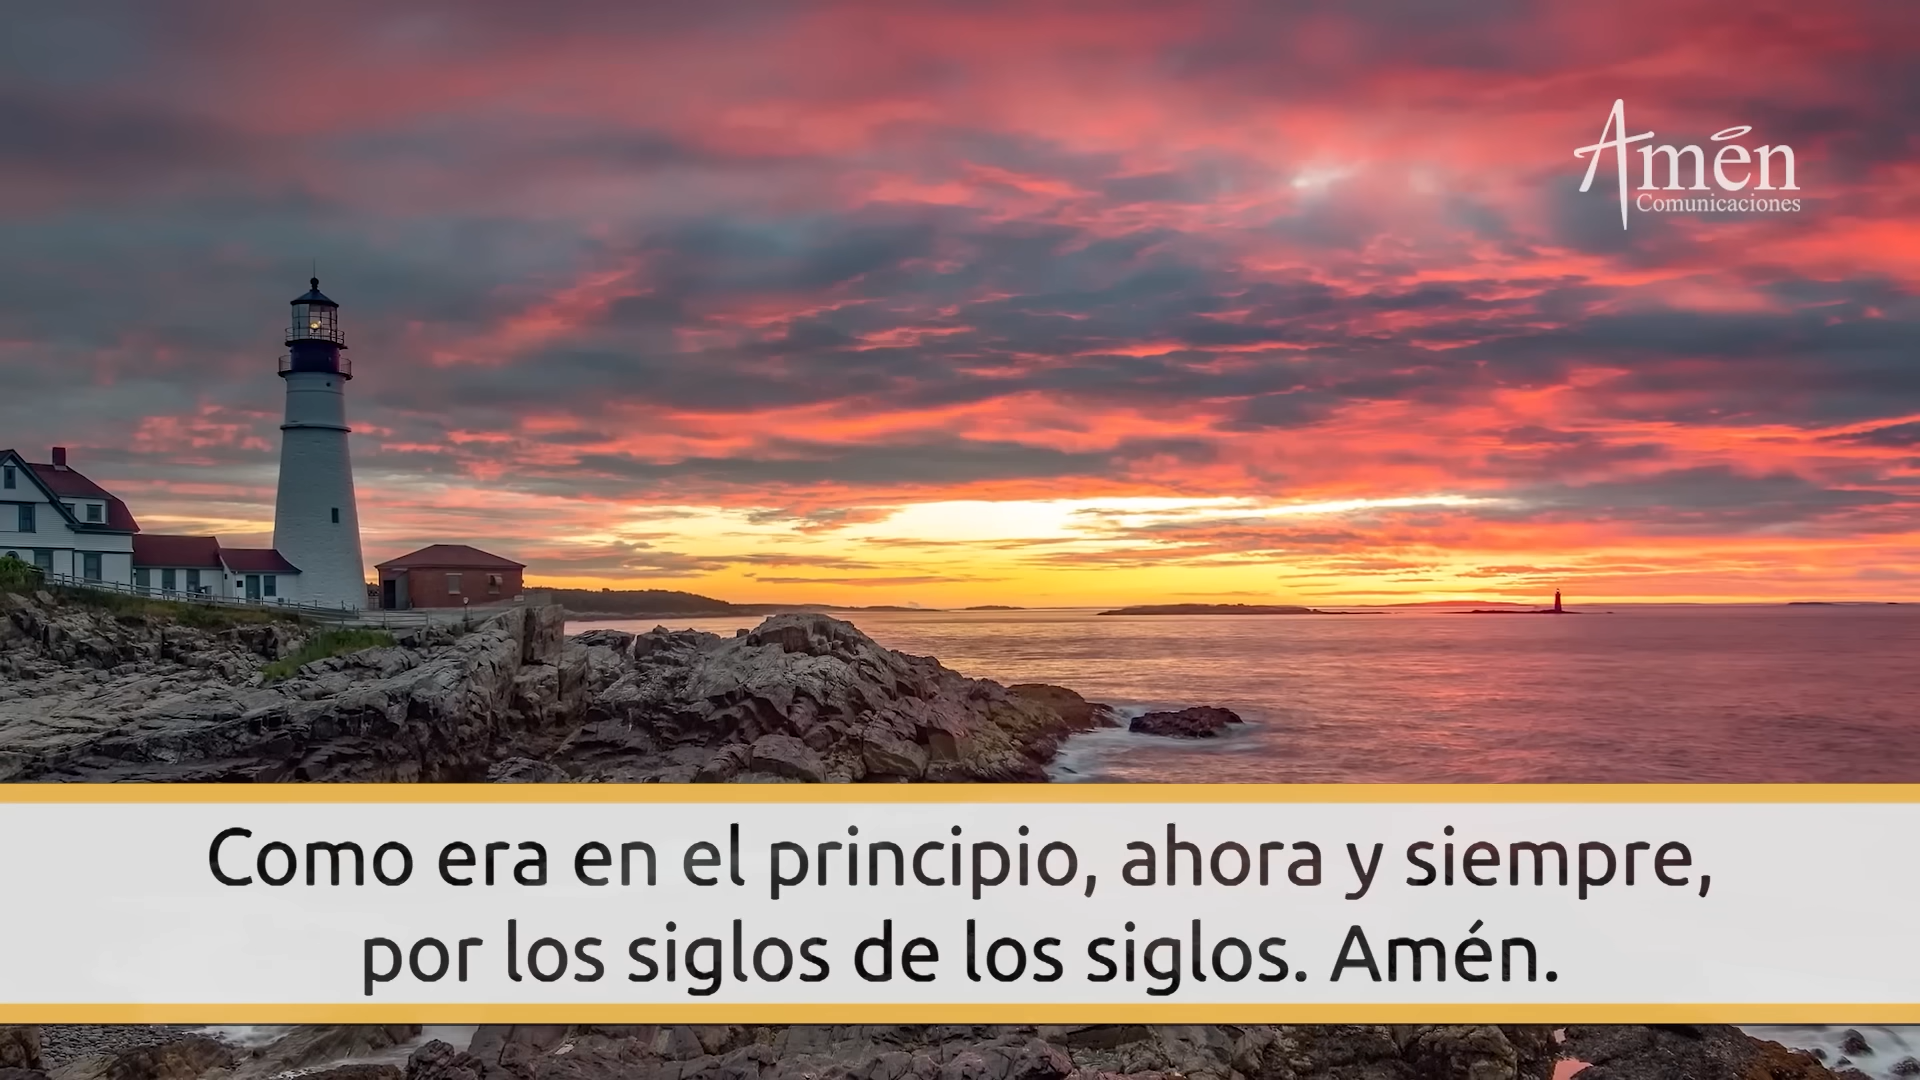 Amén
Comunicaciones
Como era en el principio, ahora y siempre,
por los siglos de los siglos. Amén.